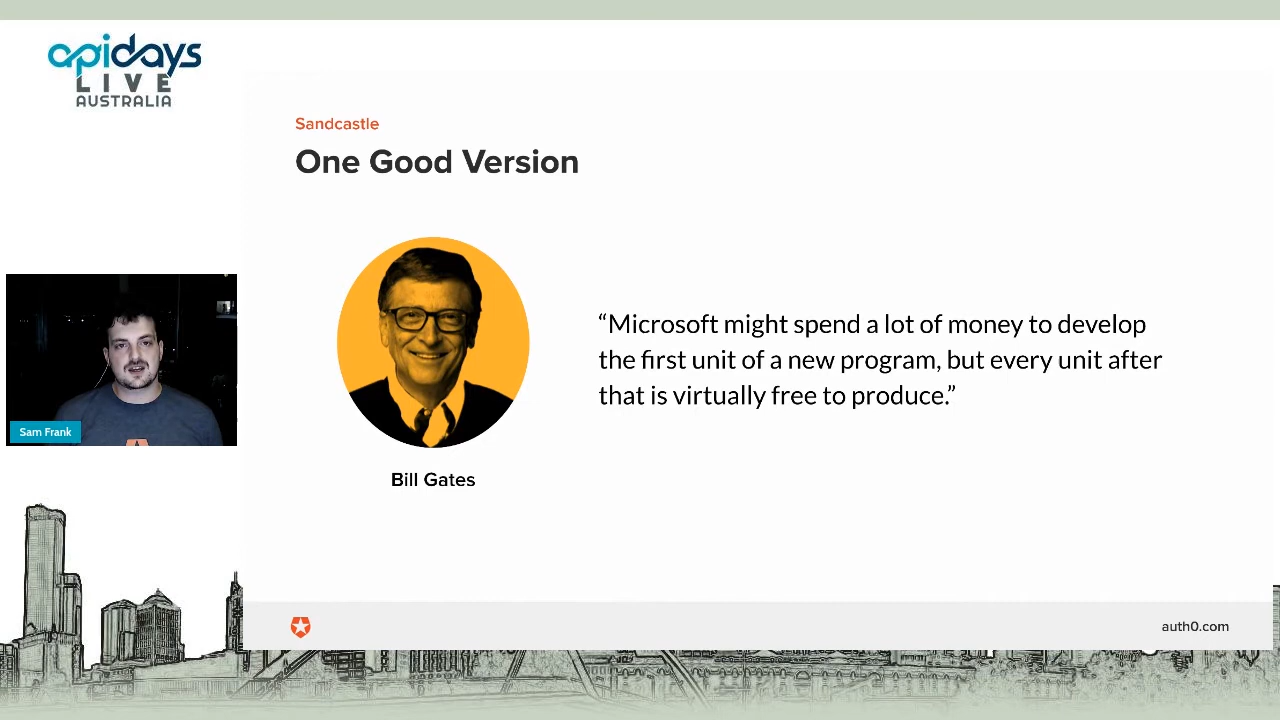 apidays
LIVE
AUSTRALIA
Sandcastle
One Good Version
“Microsoft might spend a lot of money to develop
the first unit of a new program, but every unit after
that is virtually free to produce.”
Sam Frank
Bill Gates
auth0.com